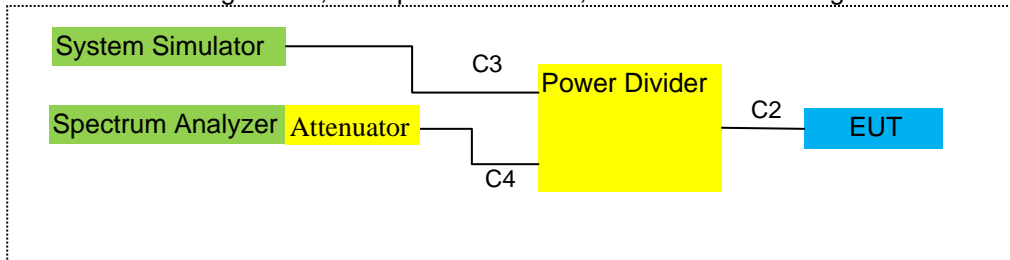 System Simulator
C3
Power Divider
C2
Spectrum Analyzer
Attenuator
EUT
C4